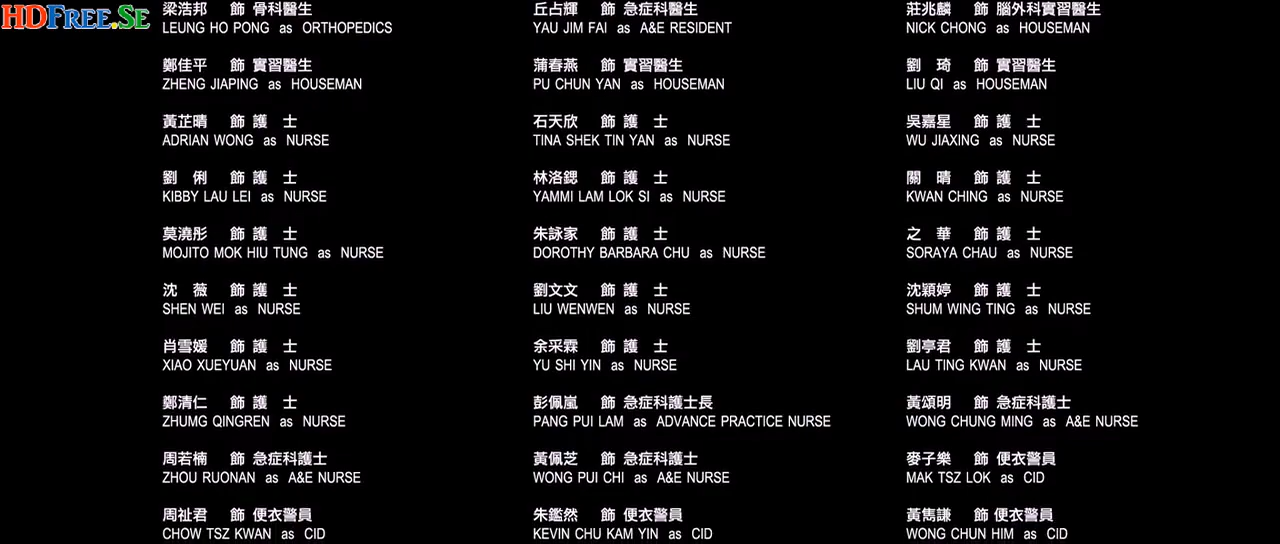 HDFREE.SE
梁浩邦 飾 骨科醫生
LEUNG HO PONG as ORTHOPEDICS
丘占輝 飾 急症科醫生
YAU JIM FAI as A&E RESIDENT
莊兆麟 飾 腦外科實習醫生
NICK CHONG as HOUSEMAN
鄭佳平 飾 實習醫生
ZHENG JIAPING as HOUSEMAN
蒲春燕 飾 實習醫生
PU CHUN YAN as HOUSEMAN
劉 琦 飾 實習醫生
LIU QI as HOUSEMAN
黃芷晴 飾 護 士
ADRIAN WONG as NURSE
石天欣 飾 護 士
TINA SHEK TIN YAN as NURSE
吳嘉星 飾 護 士
WU JIAXING as NURSE
劉 俐 飾 護 士
KIBBY LAU LEI as NURSE
林洛鍶 飾 護 士
YAMMI LAM LOK SI as NURSE
關 晴 飾 護 士
KWAN CHING as NURSE
莫澆彤 飾 護 士
MOJITO MOK HIU TUNG as NURSE
朱詠家 飾 護 士
DOROTHY BARBARA CHU as NURSE
之 華 飾 護 士
SORAYA CHAU as NURSE
沈 薇 飾 護 士
SHEN WEI as NURSE
劉文文 飾 護 士
LIU WENWEN as NURSE
沈穎婷 飾 護 士
SHUM WING TING as NURSE
肖雪媛 飾 護 士
XIAO XUEYUAN as NURSE
余采霖 飾 護 士
YU SHI YIN as NURSE
劉亭君 飾 護 士
LAU TING KWAN as NURSE
鄭清仁 飾 護 士
ZHUMG QINGREN as NURSE
彭佩嵐 飾 急症科護士長
PANG PUI LAM as ADVANCE PRACTICE NURSE
黃頌明 飾 急症科護士
WONG CHUNG MING as A&E NURSE
周若楠 飾 急症科護士
ZHOU RUONAN as A&E NURSE
黃佩芝 飾 急症科護士
WONG PUI CHI as A&E NURSE
麥子樂 飾 便衣警員
MAK TSZ LOK as CID
周祉君 飾 便衣警員
CHOW TSZ KWAN as CID
朱鑑然 飾 便衣警員
KEVIN CHU KAM YIN as CID
黃雋謙 飾 便衣警員
WONG CHUN HIM as CID